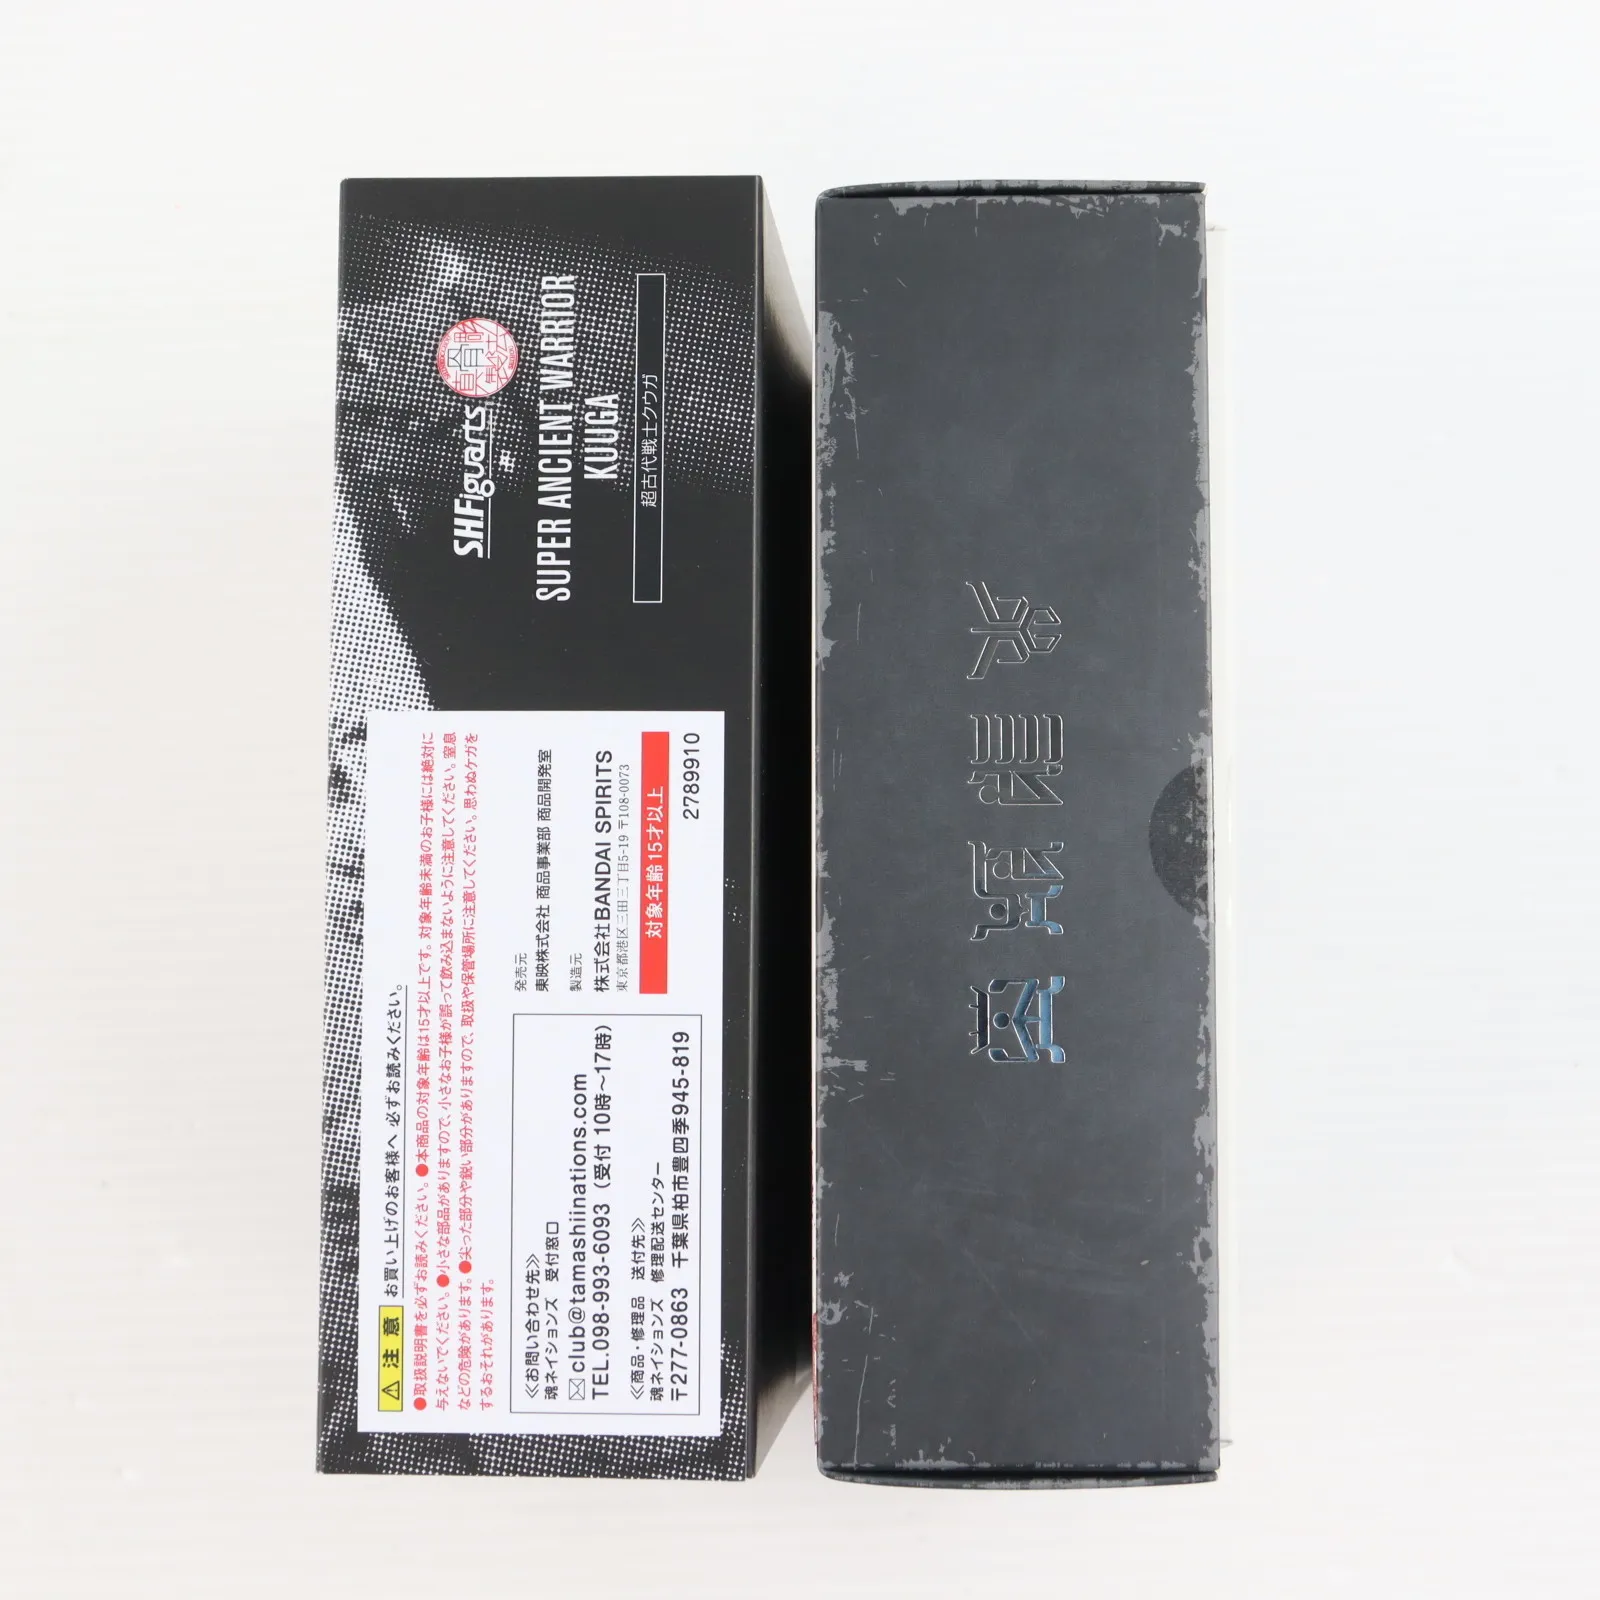 S.H.Figuarts
真骨彫
製作法
SUPER ANCIENT WARRIOR
KUUGA
超古代戦士クウガ
注意 お買い上げのお客様へ 必ずお読みください。
●取扱説明書を必ずお読みください。●本商品の対象年齢は15才以上です。対象年齢未満のお子様には絶対に
与えないでください。●小さな部品がありますので、小さなお子様が誤って飲み込まないように注意してください。窒息
などの危険があります。●尖った部分や鋭い部分がありますので、取扱や保管場所に注意してください。思わぬケガを
するおそれがあります。
≪お問い合わせ先≫
魂ネイションズ 受付窓口
club@tamashiinations.com
TEL.098-993-6093（受付 10時～17時）
≪商品・修理品 送付先≫
魂ネイションズ 修理配送センター
〒277-0863 千葉県柏市豊四季945-819
発売元
東映株式会社 商品事業部 商品開発室
製造元
株式会社BANDAI SPIRITS
東京都港区三田三丁目5-19 〒108-0073
対象年齢15才以上
2789910